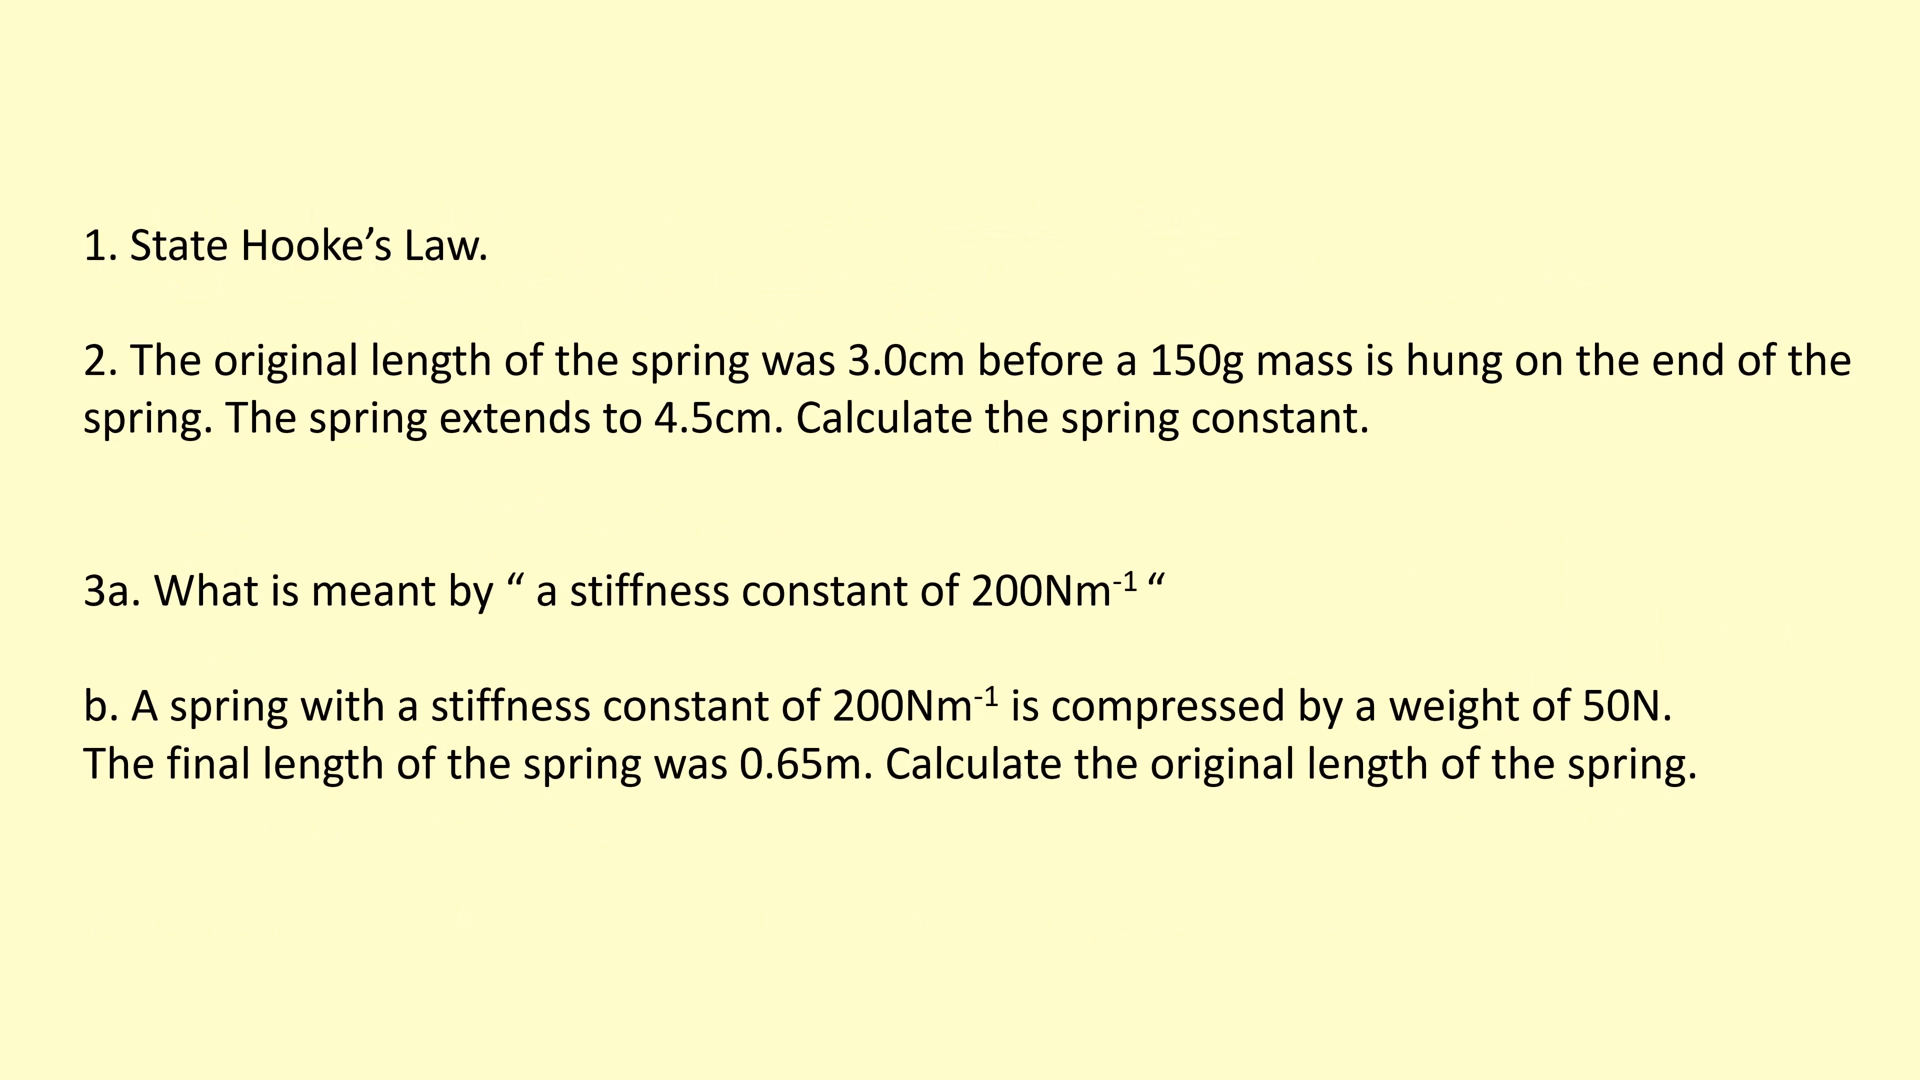 1. State Hooke’s Law.
2. The original length of the spring was 3.0cm before a 150g mass is hung on the end of the
spring. The spring extends to 4.5cm. Calculate the spring constant.
3a. What is meant by “ a stiffness constant of 200Nm⁻¹ “
b. A spring with a stiffness constant of 200Nm⁻¹ is compressed by a weight of 50N.
The final length of the spring was 0.65m. Calculate the original length of the spring.